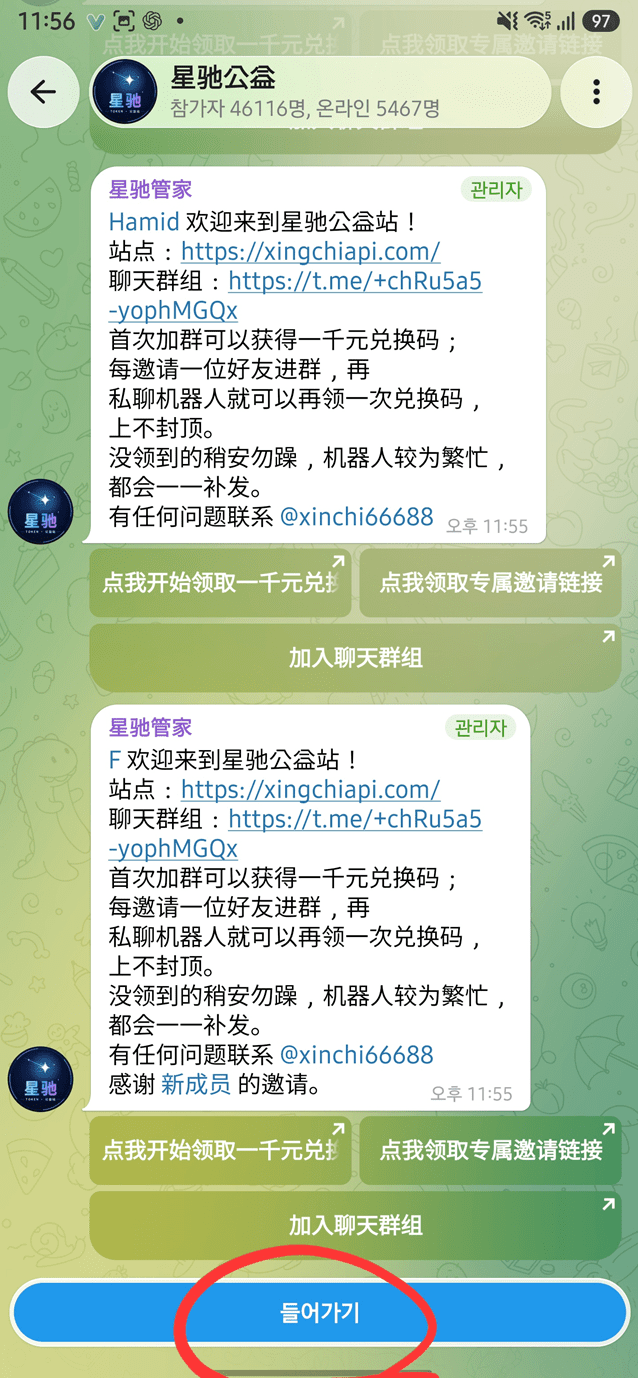 11:56
97
点我开始领取一千元兑换
点我领取专属邀请链接
星驰公益
참가자 46116명, 온라인 5467명
星驰管家 관리자
Hamid 欢迎来到星驰公益站！
站点：https://xingchiapi.com/
聊天群组：https://t.me/+chRu5a5
-yophMGQx
首次加群可以获得一千元兑换码；
每邀请一位好友进群，再
私聊机器人就可以再领一次兑换码，
上不封顶。
没领到的稍安勿躁，机器人较为繁忙，
都会一一补发。
有任何问题联系 @xinchi66688 오후 11:55
星驰
点我开始领取一千元兑换
点我领取专属邀请链接
加入聊天群组
星驰管家 관리자
F 欢迎来到星驰公益站！
站点：https://xingchiapi.com/
聊天群组：https://t.me/+chRu5a5
-yophMGQx
首次加群可以获得一千元兑换码；
每邀请一位好友进群，再
私聊机器人就可以再领一次兑换码，
上不封顶。
没领到的稍安勿躁，机器人较为繁忙，
都会一一补发。
有任何问题联系 @xinchi66688
感谢 新成员 的邀请。 오후 11:55
星驰
点我开始领取一千元兑换
点我领取专属邀请链接
加入聊天群组
들어가기